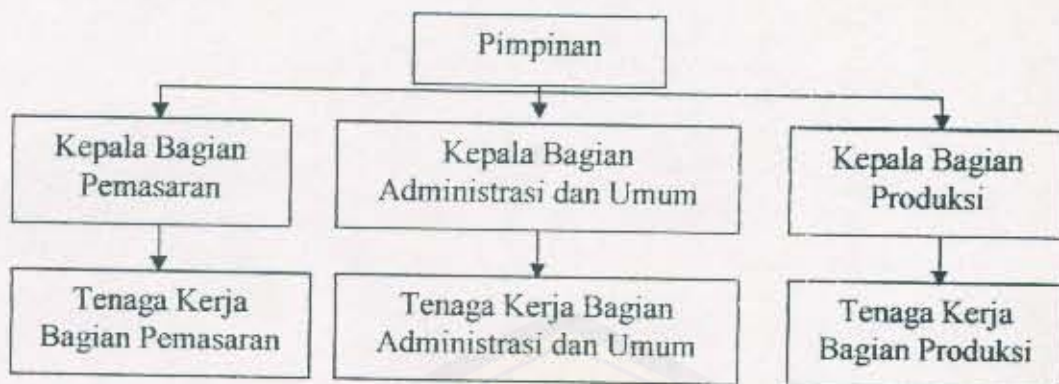 Pimpinan
Kepala Bagian
Pemasaran
Kepala Bagian
Administrasi dan Umum
Kepala Bagian
Produksi
Tenaga Kerja
Bagian Pemasaran
Tenaga Kerja Bagian
Administrasi dan Umum
Tenaga Kerja
Bagian Produksi